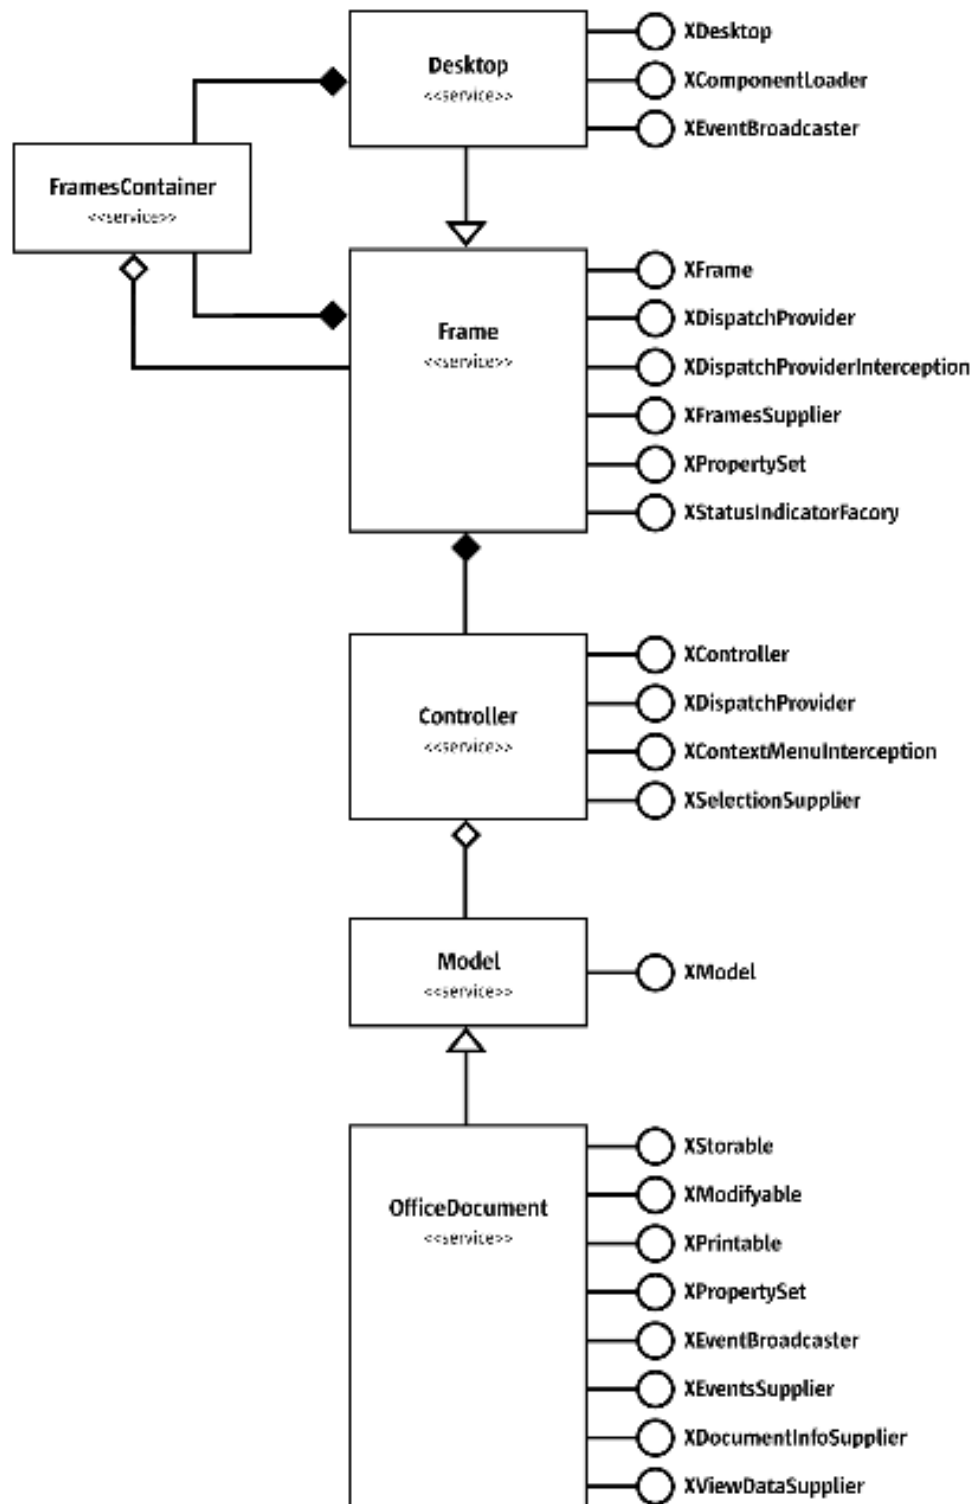 Desktop
<<service>>
XDesktop
XComponentLoader
XEventBroadcaster
FramesContainer
<<service>>
Frame
<<service>>
XFrame
XDispatchProvider
XDispatchProviderInterception
XFramesSupplier
XPropertySet
XStatusIndicatorFacory
Controller
<<service>>
XController
XDispatchProvider
XContextMenuInterception
XSelectionSupplier
Model
<<service>>
XModel
OfficeDocument
<<service>>
XStorable
XModifyable
XPrintable
XPropertySet
XEventBroadcaster
XEventsSupplier
XDocumentInfoSupplier
XViewDataSupplier